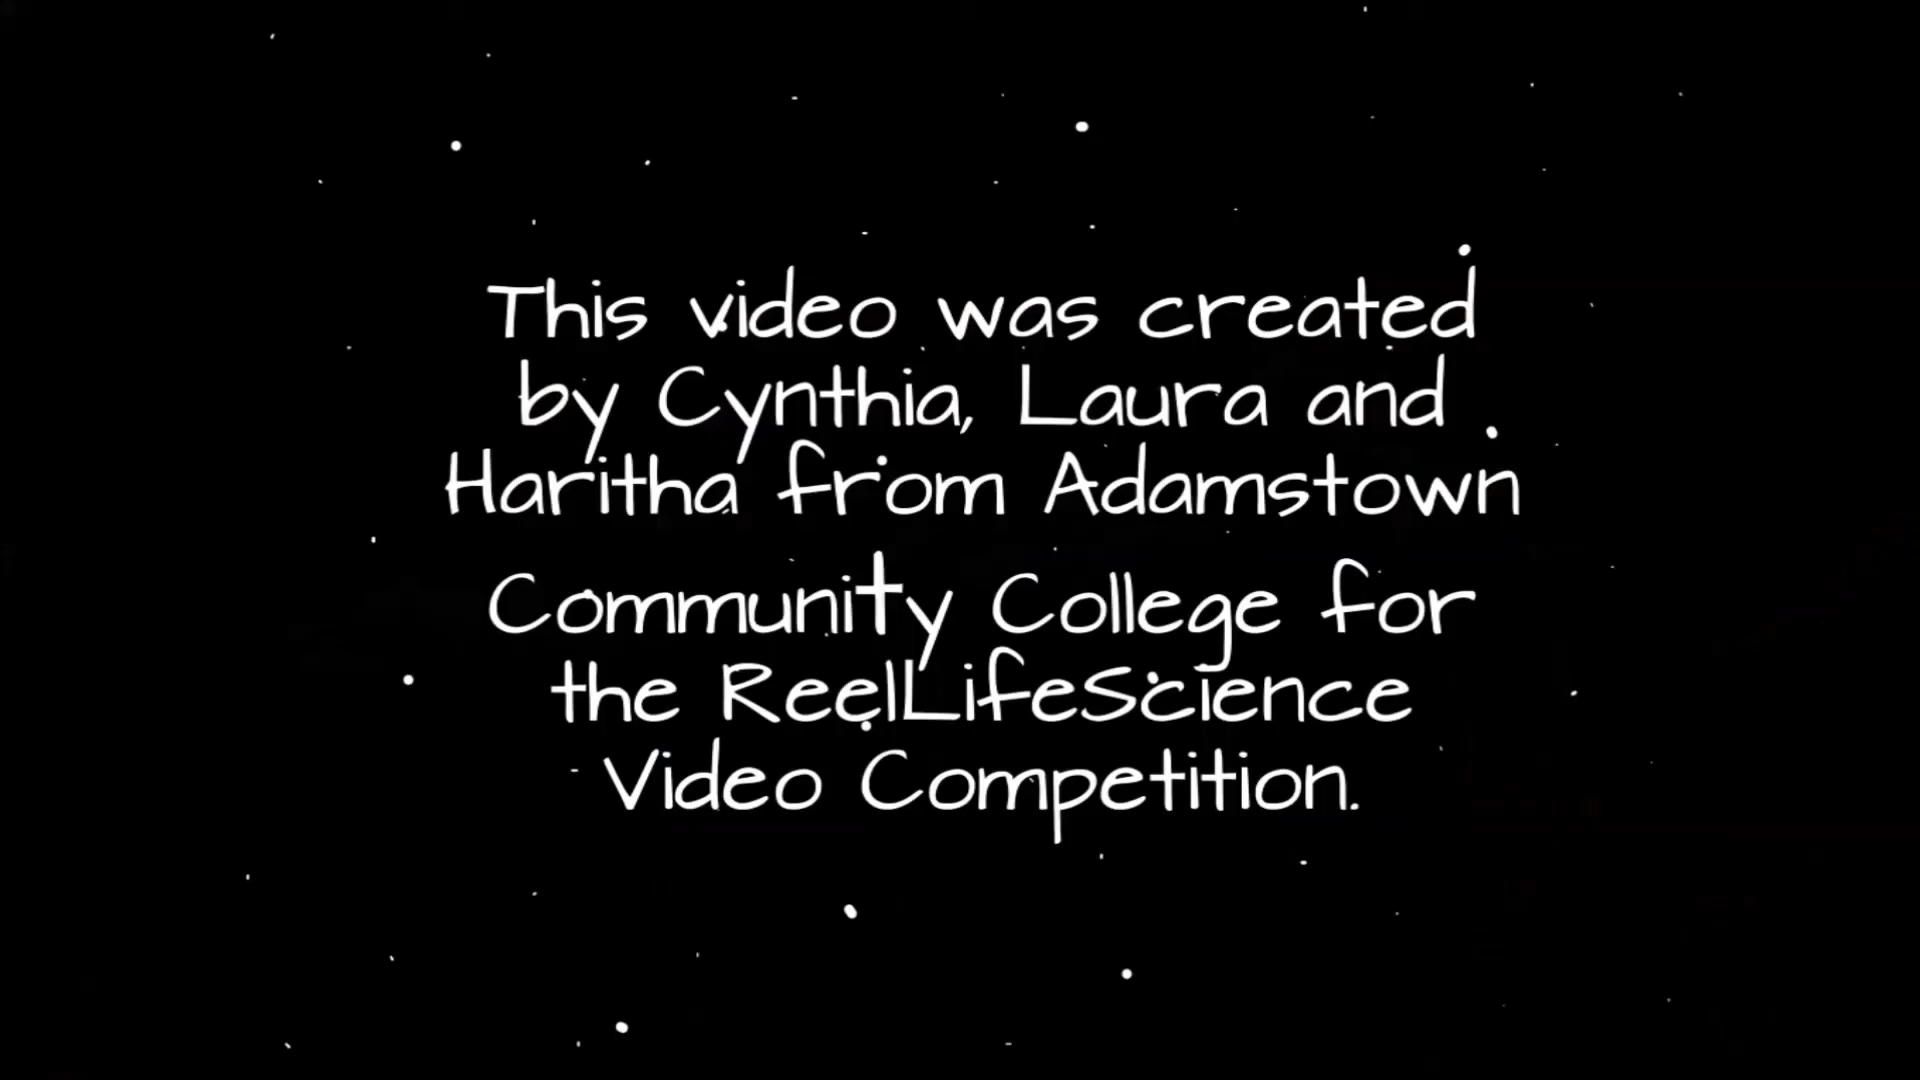 This video was created
by Cynthia, Laura and
Haritha from Adamstown
Community College for
the ReelLifeScience
Video Competition.